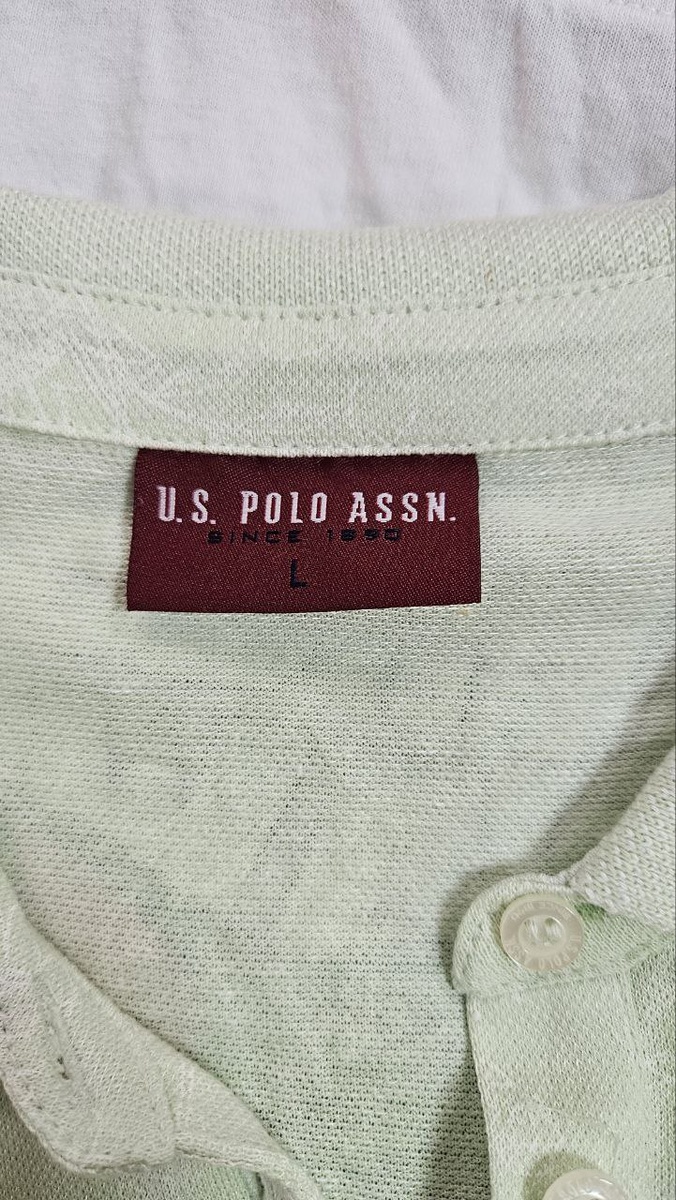 U.S. POLO ASSN.
SINCE 1890
L